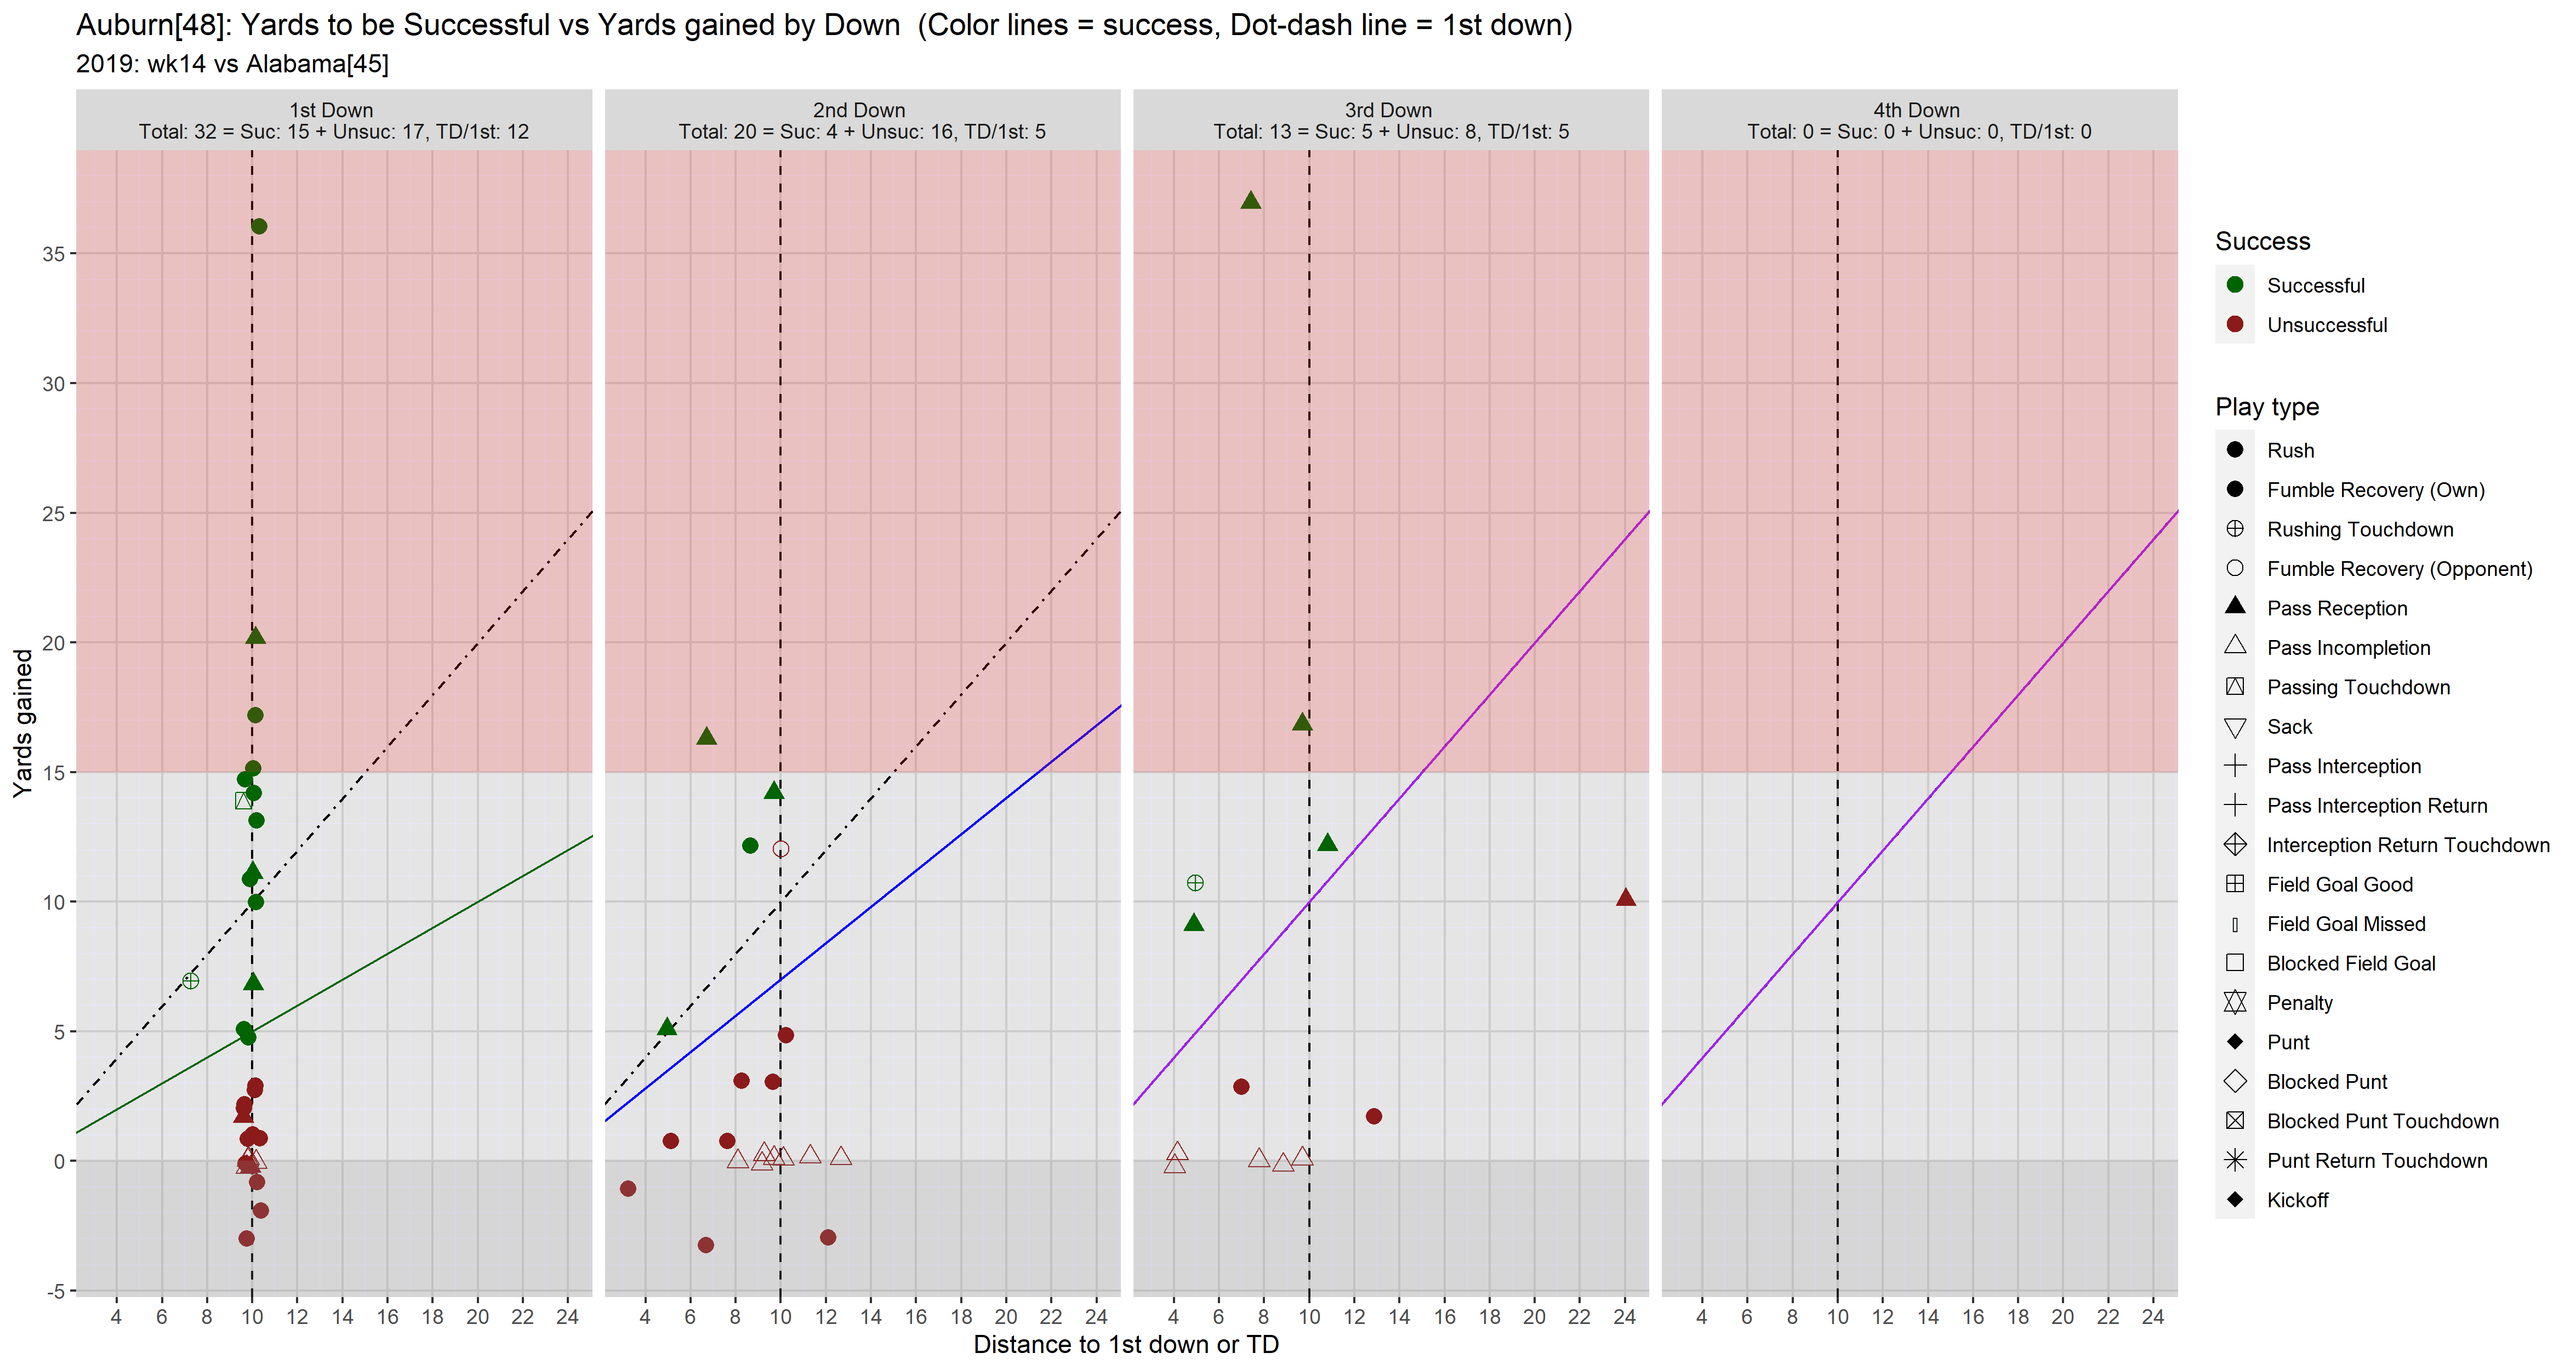 Auburn[48]: Yards to be Successful vs Yards gained by Down  (Color lines = success, Dot-dash line = 1st down)
2019: wk14 vs Alabama[45]
1st Down
Total: 32 = Suc: 15 + Unsuc: 17, TD/1st: 12
2nd Down
Total: 20 = Suc: 4 + Unsuc: 16, TD/1st: 5
3rd Down
Total: 13 = Suc: 5 + Unsuc: 8, TD/1st: 5
4th Down
Total: 0 = Suc: 0 + Unsuc: 0, TD/1st: 0
Yards gained
35
30
25
20
15
10
5
0
-5
4 6 8 10 12 14 16 18 20 22 24
4 6 8 10 12 14 16 18 20 22 24
4 6 8 10 12 14 16 18 20 22 24
4 6 8 10 12 14 16 18 20 22 24
Distance to 1st down or TD
Success
Successful
Unsuccessful
Play type
Rush
Fumble Recovery (Own)
Rushing Touchdown
Fumble Recovery (Opponent)
Pass Reception
Pass Incompletion
Passing Touchdown
Sack
Pass Interception
Pass Interception Return
Interception Return Touchdown
Field Goal Good
Field Goal Missed
Blocked Field Goal
Penalty
Punt
Blocked Punt
Blocked Punt Touchdown
Punt Return Touchdown
Kickoff